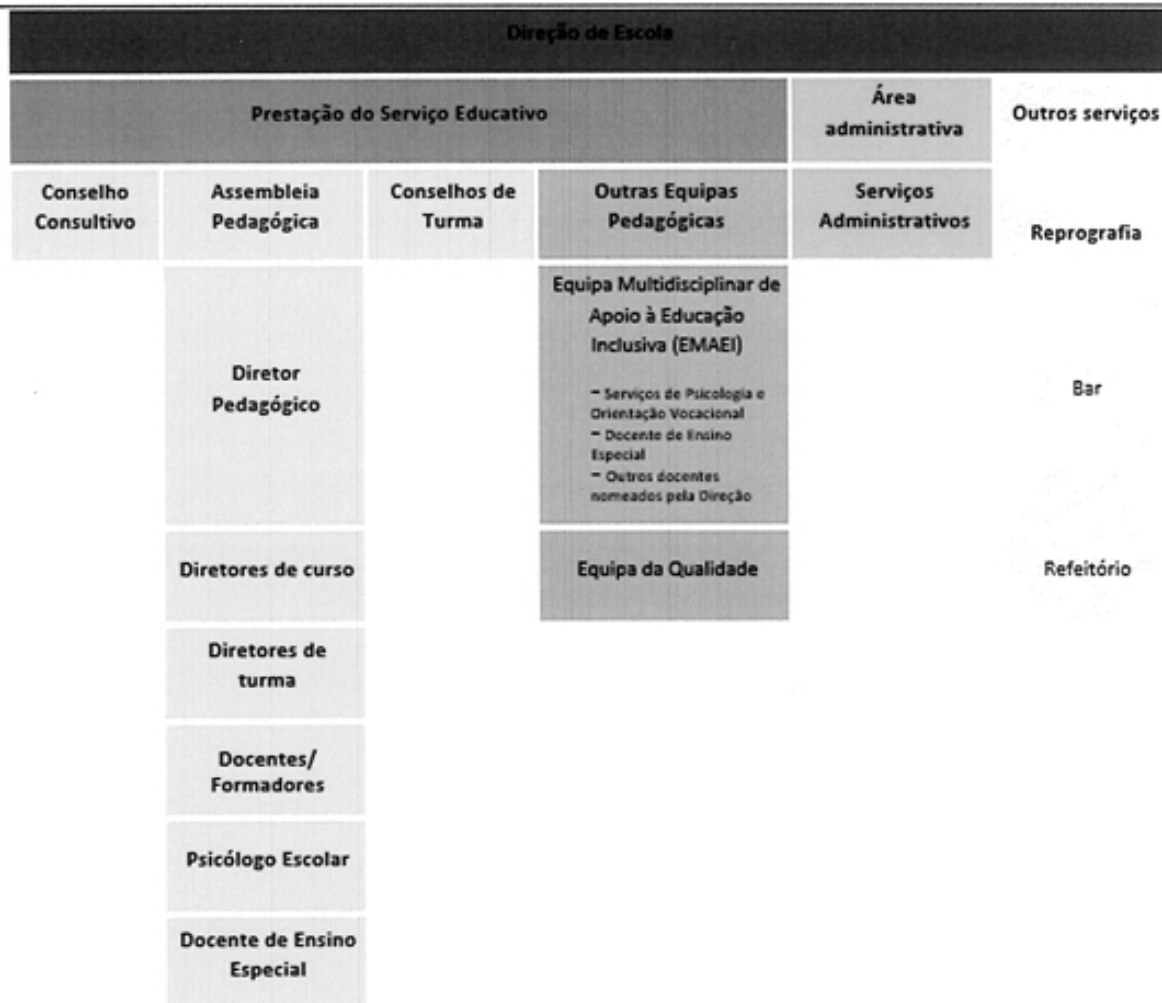 Direção de Escola
Prestação do Serviço Educativo
Área
administrativa
Outros serviços
Conselho
Consultivo
Assembleia
Pedagógica
Conselhos de
Turma
Outras Equipas
Pedagógicas
Serviços
Administrativos
Reprografia
Diretor
Pedagógico
Equipa Multidisciplinar de
Apoio à Educação
Inclusiva (EMAEI)
– Serviços de Psicologia e
Orientação Vocacional
– Docente de Ensino
Especial
– Outros docentes
nomeados pela Direção
Bar
Diretores de curso
Equipa da Qualidade
Refeitório
Diretores de
turma
Docentes/
Formadores
Psicólogo Escolar
Docente de Ensino
Especial